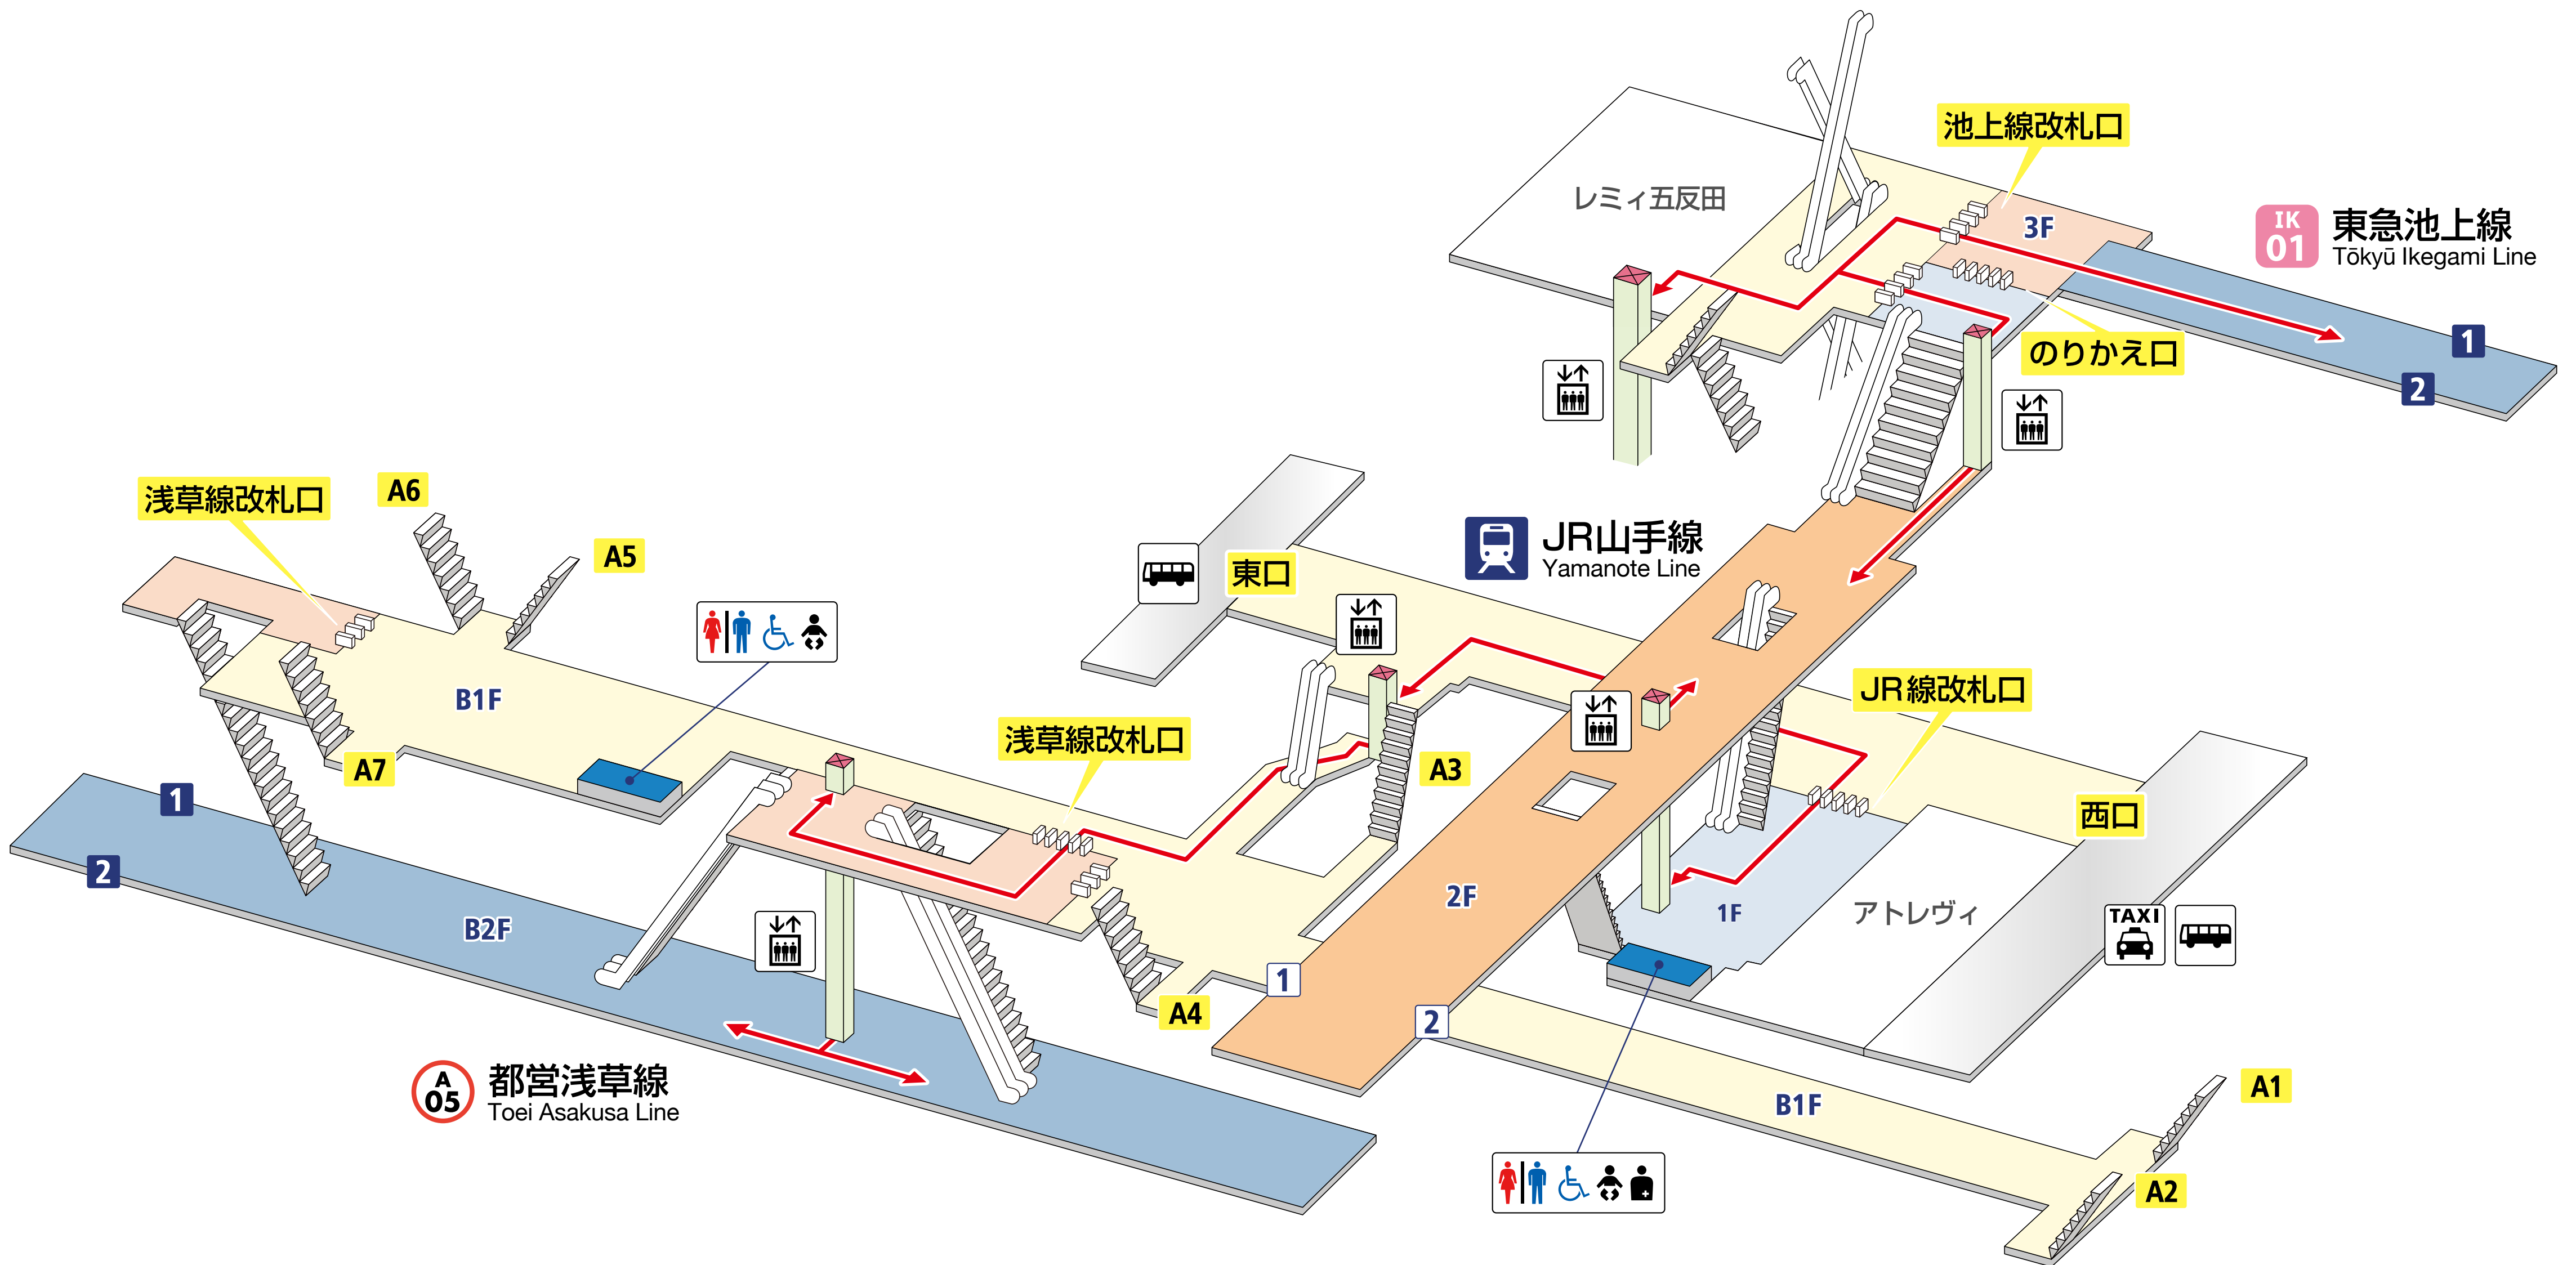 池上線改札口
レミィ五反田
3F
IK
01
東急池上線
Tōkyū Ikegami Line
1
2
のりかえ口
浅草線改札口
A6
A5
JR山手線
Yamanote Line
東口
B1F
A7
浅草線改札口
A3
JR線改札口
西口
1
2
B2F
2F
1F
アトレヴィ
TAXI
1
2
A4
A
05
都営浅草線
Toei Asakusa Line
B1F
A1
A2